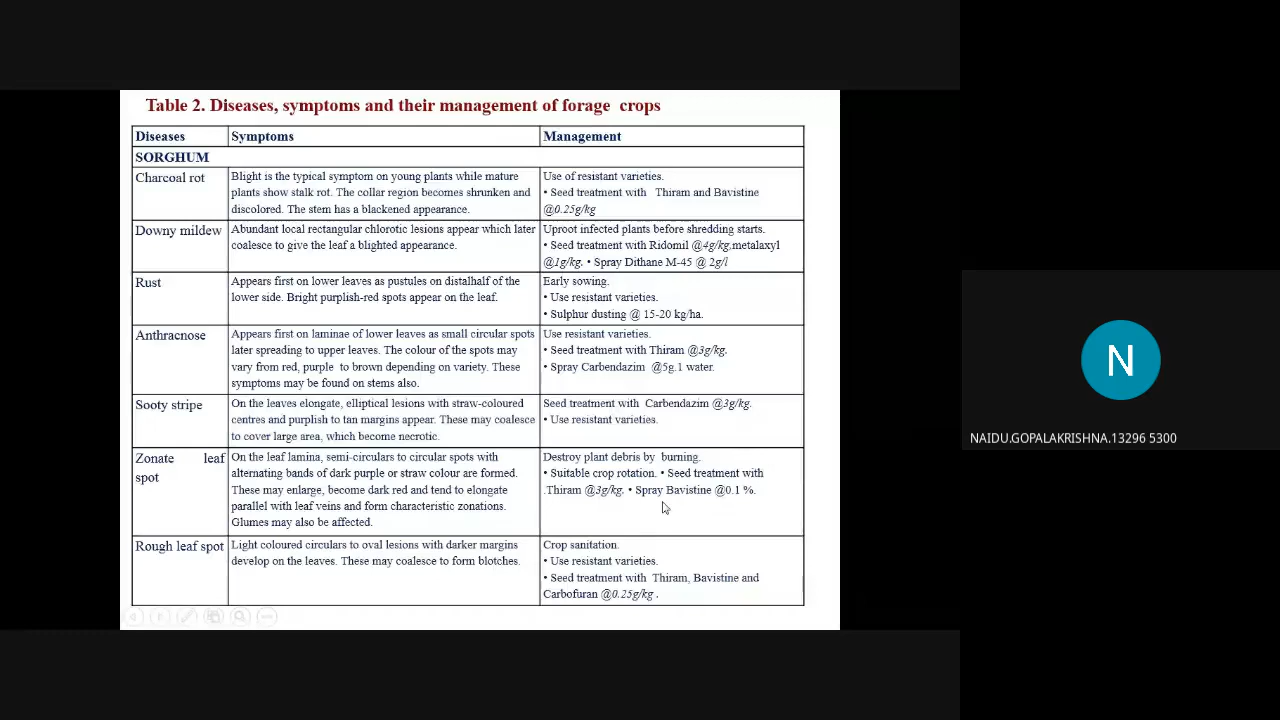 Table 2. Diseases, symptoms and their management of forage crops
Diseases
Symptoms
Management
SORGHUM
Charcoal rot
Blight is the typical symptom on young plants while mature
plants show stalk rot. The collar region becomes shrunken and
discolored. The stem has a blackened appearance.
Use of resistant varieties.
• Seed treatment with Thiram and Bavistine
@0.25g/kg
Downy mildew
Abundant local rectangular chlorotic lesions appear which later
coalesce to give the leaf a blighted appearance.
Uproot infected plants before shredding starts.
• Seed treatment with Ridomil @4g/kg,metalaxyl
@1g/kg. • Spray Dithane M-45 @ 2g/l
Rust
Appears first on lower leaves as pustules on distalhalf of the
lower side. Bright purplish-red spots appear on the leaf.
Early sowing.
• Use resistant varieties.
• Sulphur dusting @ 15-20 kg/ha.
Anthracnose
Appears first on laminae of lower leaves as small circular spots
later spreading to upper leaves. The colour of the spots may
vary from red, purple to brown depending on variety. These
symptoms may be found on stems also.
Use resistant varieties.
• Seed treatment with Thiram @3g/kg.
• Spray Carbendazim @5g.1 water.
Sooty stripe
On the leaves elongate, elliptical lesions with straw-coloured
centres and purplish to tan margins appear. These may coalesce
to cover large area, which become necrotic.
Seed treatment with Carbendazim @3g/kg.
• Use resistant varieties.
Zonate leaf
spot
On the leaf lamina, semi-circulars to circular spots with
alternating bands of dark purple or straw colour are formed.
These may enlarge, become dark red and tend to elongate
parallel with leaf veins and form characteristic zonations.
Glumes may also be affected.
Destroy plant debris by burning.
• Suitable crop rotation. • Seed treatment with
.Thiram @3g/kg. • Spray Bavistine @0.1 %.
Rough leaf spot
Light coloured circulars to oval lesions with darker margins
develop on the leaves. These may coalesce to form blotches.
Crop sanitation.
• Use resistant varieties.
• Seed treatment with Thiram, Bavistine and
Carbofuran @0.25g/kg .
N
NAIDU.GOPALAKRISHNA.13296 5300